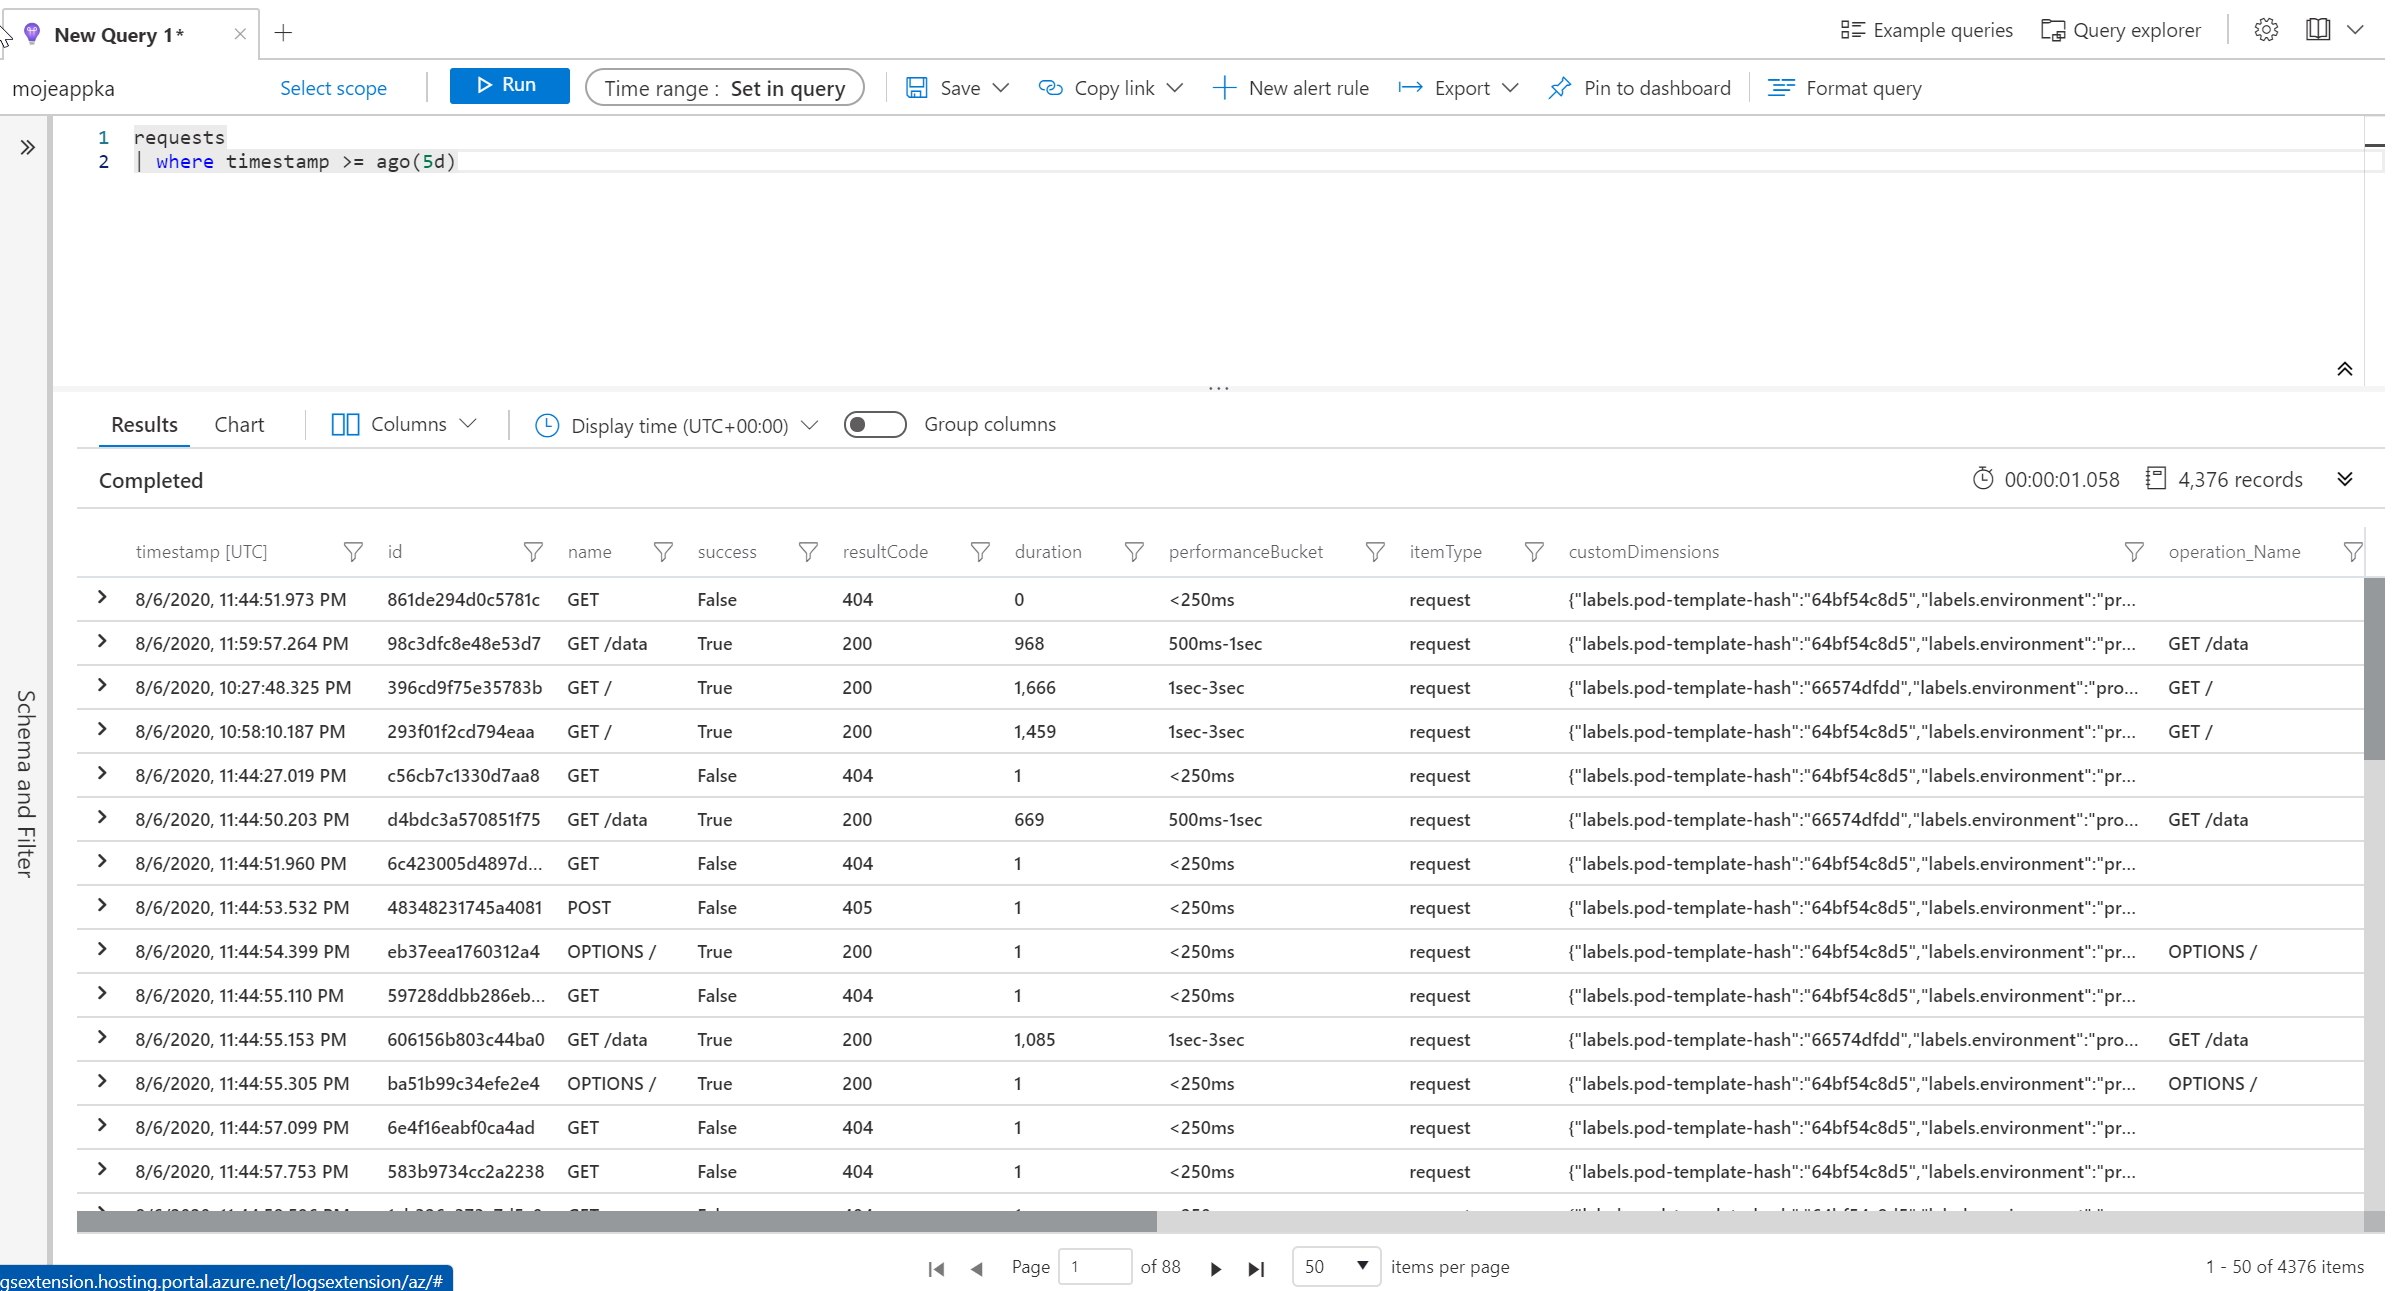 New Query 1*
Example queries
Query explorer
mojeappka
Select scope
Run
Time range : Set in query
Save
Copy link
New alert rule
Export
Pin to dashboard
Format query
1 requests
2 | where timestamp >= ago(5d)
...
Results
Chart
Columns
Display time (UTC+00:00)
Group columns
Completed
00:00:01.058
4,376 records
timestamp [UTC] id name success resultCode duration performanceBucket itemType customDimensions operation_Name
8/6/2020, 11:44:51.973 PM 861de294d0c5781c GET False 404 0 <250ms request {"labels.pod-template-hash":"64bf54c8d5","labels.environment":"pr...
8/6/2020, 11:59:57.264 PM 98c3dfc8e48e53d7 GET /data True 200 968 500ms-1sec request {"labels.pod-template-hash":"64bf54c8d5","labels.environment":"pr... GET /data
8/6/2020, 10:27:48.325 PM 396cd9f75e35783b GET / True 200 1,666 1sec-3sec request {"labels.pod-template-hash":"66574dfdd","labels.environment":"pro... GET /
8/6/2020, 10:58:10.187 PM 293f01f2cd794eaa GET / True 200 1,459 1sec-3sec request {"labels.pod-template-hash":"64bf54c8d5","labels.environment":"pr... GET /
8/6/2020, 11:44:27.019 PM c56cb7c1330d7aa8 GET False 404 1 <250ms request {"labels.pod-template-hash":"64bf54c8d5","labels.environment":"pr...
8/6/2020, 11:44:50.203 PM d4bdc3a570851f75 GET /data True 200 669 500ms-1sec request {"labels.pod-template-hash":"66574dfdd","labels.environment":"pro... GET /data
8/6/2020, 11:44:51.960 PM 6c423005d4897d... GET False 404 1 <250ms request {"labels.pod-template-hash":"64bf54c8d5","labels.environment":"pr...
8/6/2020, 11:44:53.532 PM 48348231745a4081 POST False 405 1 <250ms request {"labels.pod-template-hash":"64bf54c8d5","labels.environment":"pr...
8/6/2020, 11:44:54.399 PM eb37eea1760312a4 OPTIONS / True 200 1 <250ms request {"labels.pod-template-hash":"64bf54c8d5","labels.environment":"pr... OPTIONS /
8/6/2020, 11:44:55.110 PM 59728ddbb286eb... GET False 404 1 <250ms request {"labels.pod-template-hash":"64bf54c8d5","labels.environment":"pr...
8/6/2020, 11:44:55.153 PM 606156b803c44ba0 GET /data True 200 1,085 1sec-3sec request {"labels.pod-template-hash":"66574dfdd","labels.environment":"pro... GET /data
8/6/2020, 11:44:55.305 PM ba51b99c34efe2e4 OPTIONS / True 200 1 <250ms request {"labels.pod-template-hash":"64bf54c8d5","labels.environment":"pr... OPTIONS /
8/6/2020, 11:44:57.099 PM 6e4f16eabf0ca4ad GET False 404 1 <250ms request {"labels.pod-template-hash":"64bf54c8d5","labels.environment":"pr...
8/6/2020, 11:44:57.753 PM 583b9734cc2a2238 GET False 404 1 <250ms request {"labels.pod-template-hash":"64bf54c8d5","labels.environment":"pr...
Schema and Filter
Page 1 of 88
50 items per page
1 - 50 of 4376 items
gsextension.hosting.portal.azure.net/logsextension/az/#